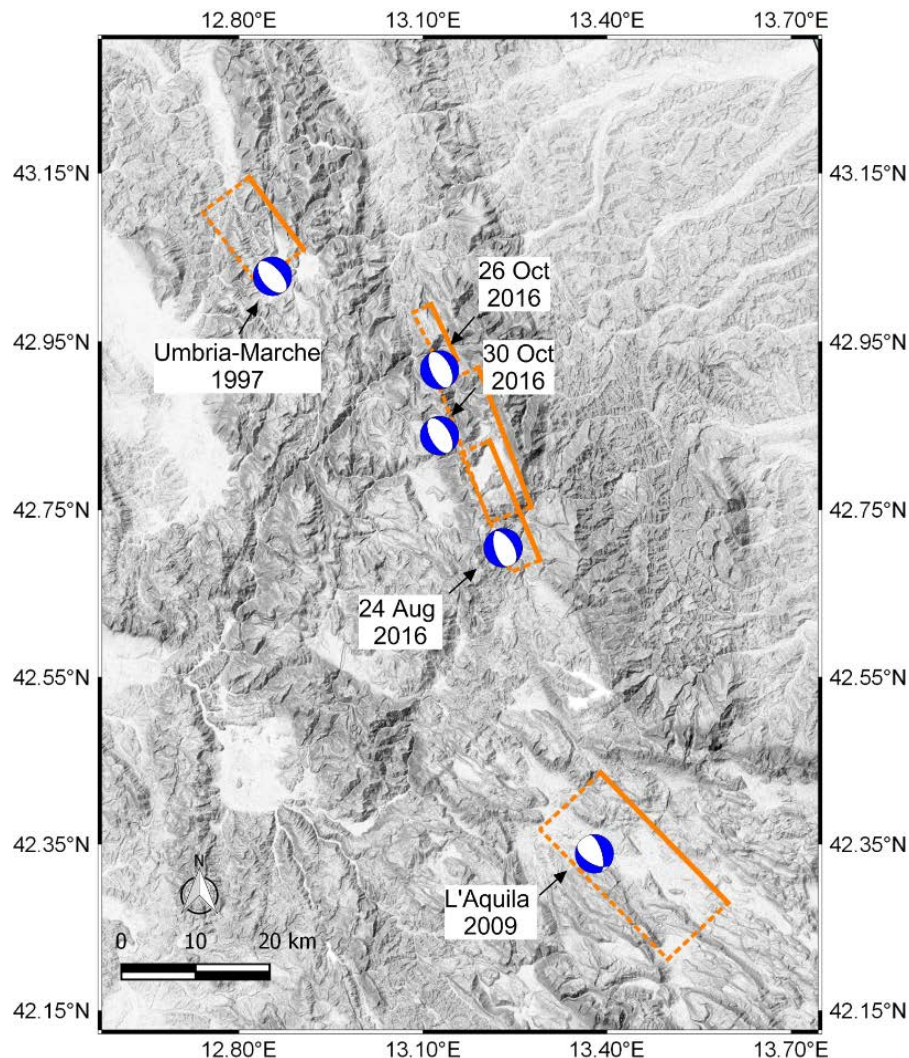 12.80°E 13.10°E 13.40°E 13.70°E
43.15°N 43.15°N
26 Oct
2016
42.95°N 42.95°N
Umbria-Marche
1997
30 Oct
2016
42.75°N 42.75°N
24 Aug
2016
42.55°N 42.55°N
42.35°N 42.35°N
N
L'Aquila
2009
0 10 20 km
42.15°N 42.15°N
12.80°E 13.10°E 13.40°E 13.70°E